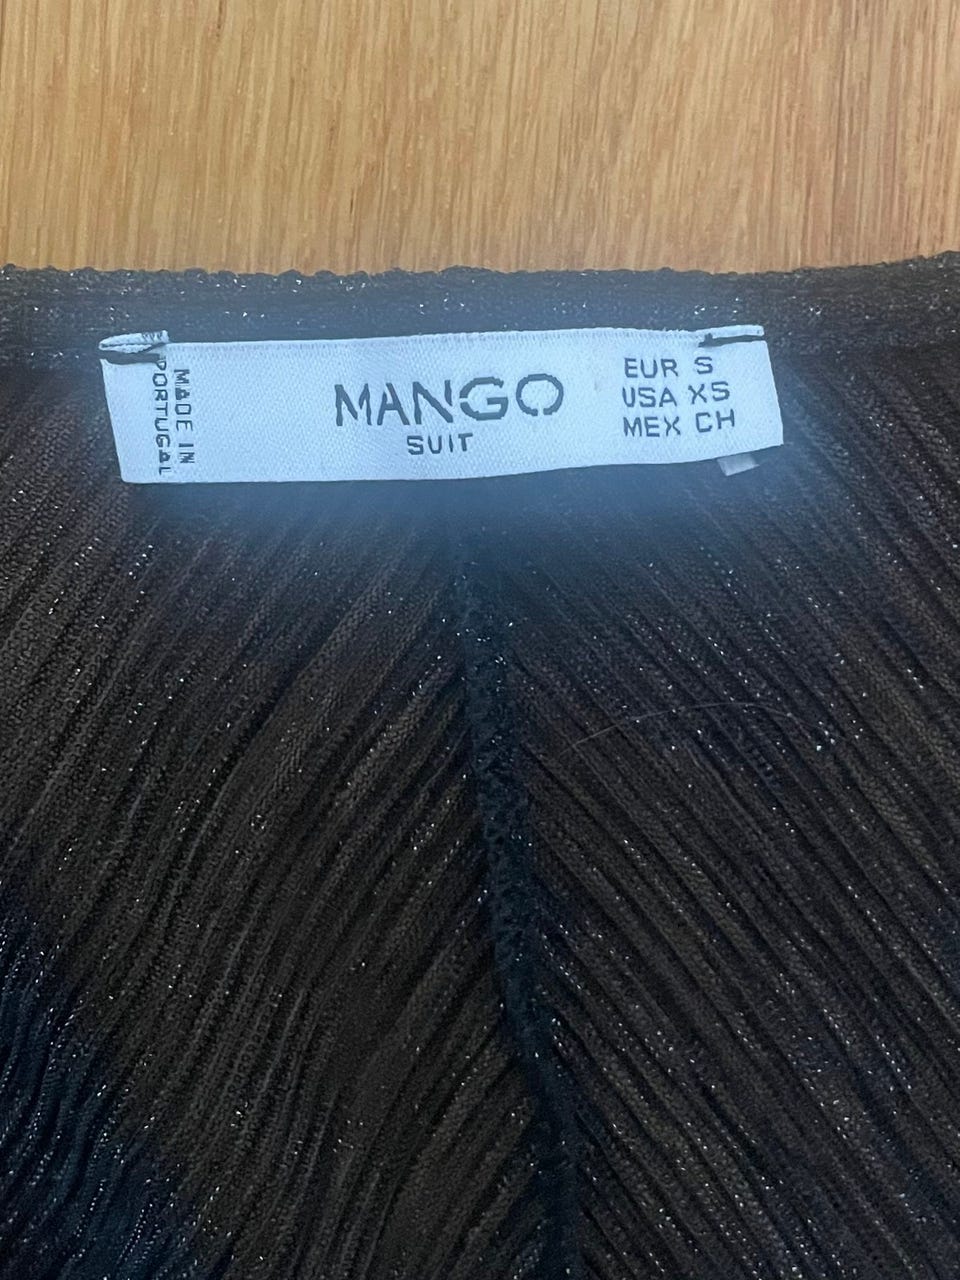 MADE IN
PORTUGAL
MANGO
SUIT
EUR S
USA XS
MEX CH